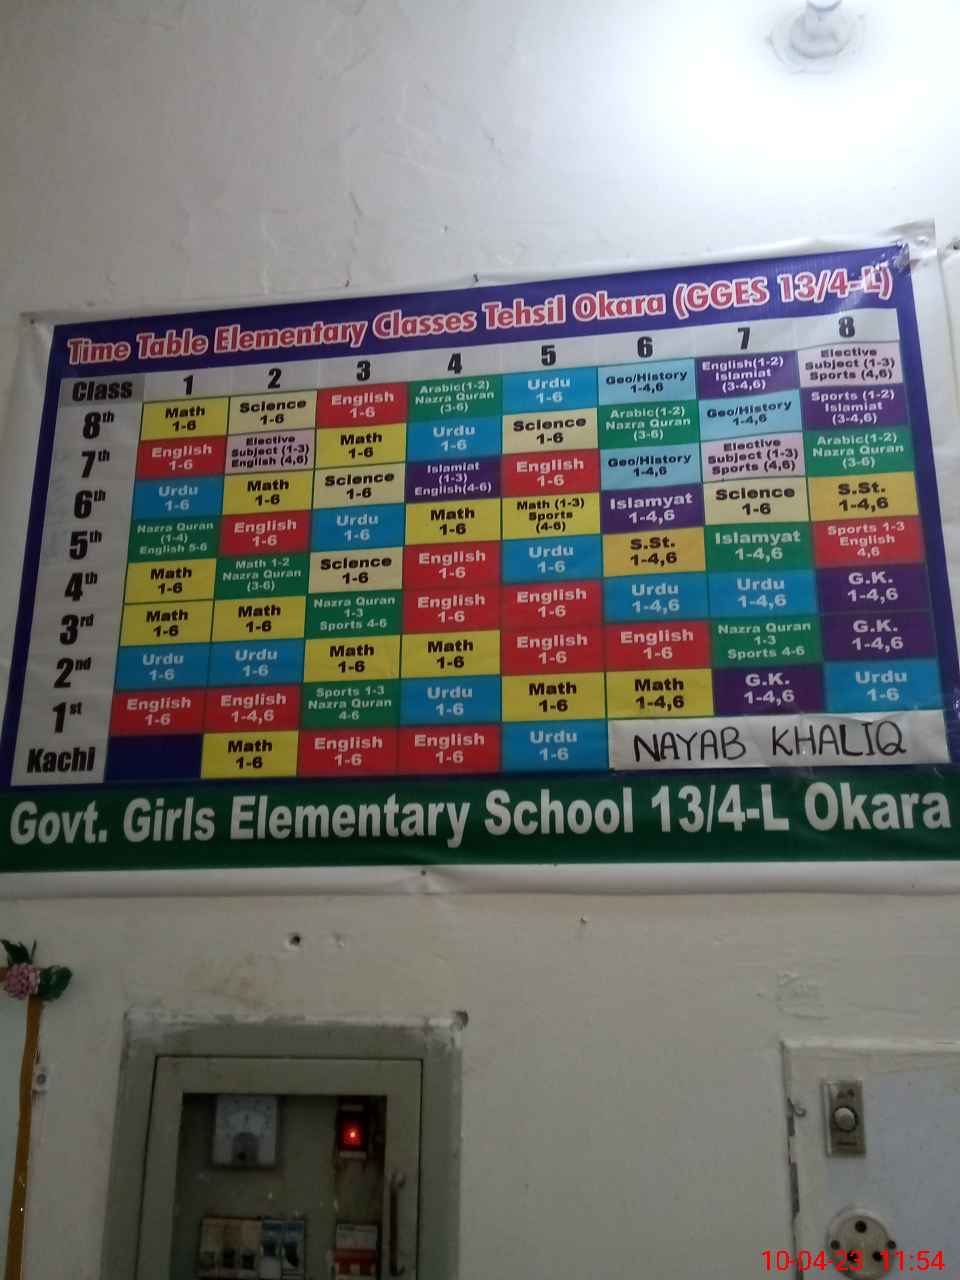 Time Table Elementary Classes Tehsil Okara (GGES 13/4-L)
Class 1 2 3 4 5 6 7 8
8th Math 1-6 Science 1-6 English 1-6 Arabic(1-2) Nazra Quran (3-6) Urdu 1-6 Geo/History 1-4,6 English(1-2) Islamiat (3-4,6) Elective Subject (1-3) Sports (4,6)
7th English 1-6 Elective Subject (1-3) English (4,6) Math 1-6 Urdu 1-6 Science 1-6 Arabic(1-2) Nazra Quran (3-6) Geo/History 1-4,6 Sports (1-2) Islamiat (3-4,6)
6th Urdu 1-6 Math 1-6 Science 1-6 Islamiat (1-3) English(4-6) English 1-6 Geo/History 1-4,6 Elective Subject (1-3) Sports (4,6) Arabic(1-2) Nazra Quran (3-6)
5th Nazra Quran (1-4) English 5-6 English 1-6 Urdu 1-6 Math 1-6 Math (1-3) Sports (4-6) Islamyat 1-4,6 Science 1-6 S.St. 1-4,6
4th Math 1-6 Math 1-2 Nazra Quran (3-6) Science 1-6 English 1-6 Urdu 1-6 S.St. 1-4,6 Islamyat 1-4,6 Sports 1-3 English 4,6
3rd Math 1-6 Math 1-6 Nazra Quran 1-3 Sports 4-6 English 1-6 English 1-6 Urdu 1-4,6 Urdu 1-4,6 G.K. 1-4,6
2nd Urdu 1-6 Urdu 1-6 Math 1-6 Math 1-6 English 1-6 English 1-6 Nazra Quran 1-3 Sports 4-6 G.K. 1-4,6
1st English 1-6 English 1-4,6 Sports 1-3 Nazra Quran 4-6 Urdu 1-6 Math 1-6 Math 1-4,6 G.K. 1-4,6 Urdu 1-6
Kachi Math 1-6 English 1-6 English 1-6 Urdu 1-6 NAYAB KHALIQ
Govt. Girls Elementary School 13/4-L Okara
10-04-23 11:54